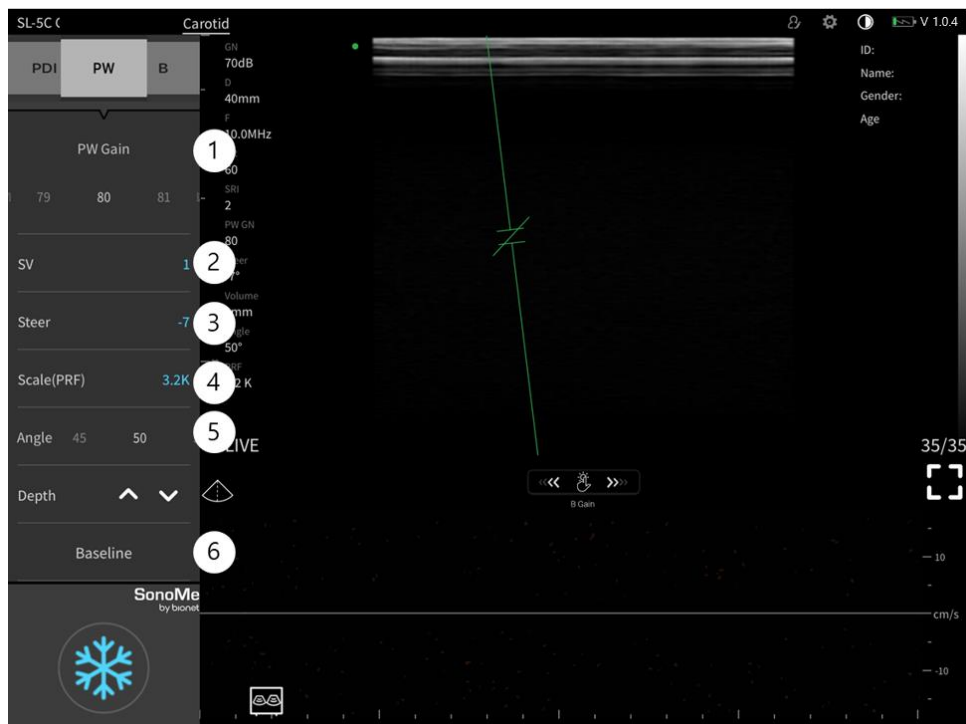 SL-5C
Carotid
V 1.0.4
PDI
PW
B
PW Gain
1
79
80
81
SV
1
2
Steer
-7
3
Scale(PRF)
3.2K
4
Angle
45
50
5
Depth
Baseline
6
SonoMe
by bionet
GN
70dB
D
40mm
F
10.0MHz
60
SRI
2
PW GN
80
Volume
50°
LIVE
ID:
Name:
Gender:
Age
35/35
B Gain
10
cm/s
-10